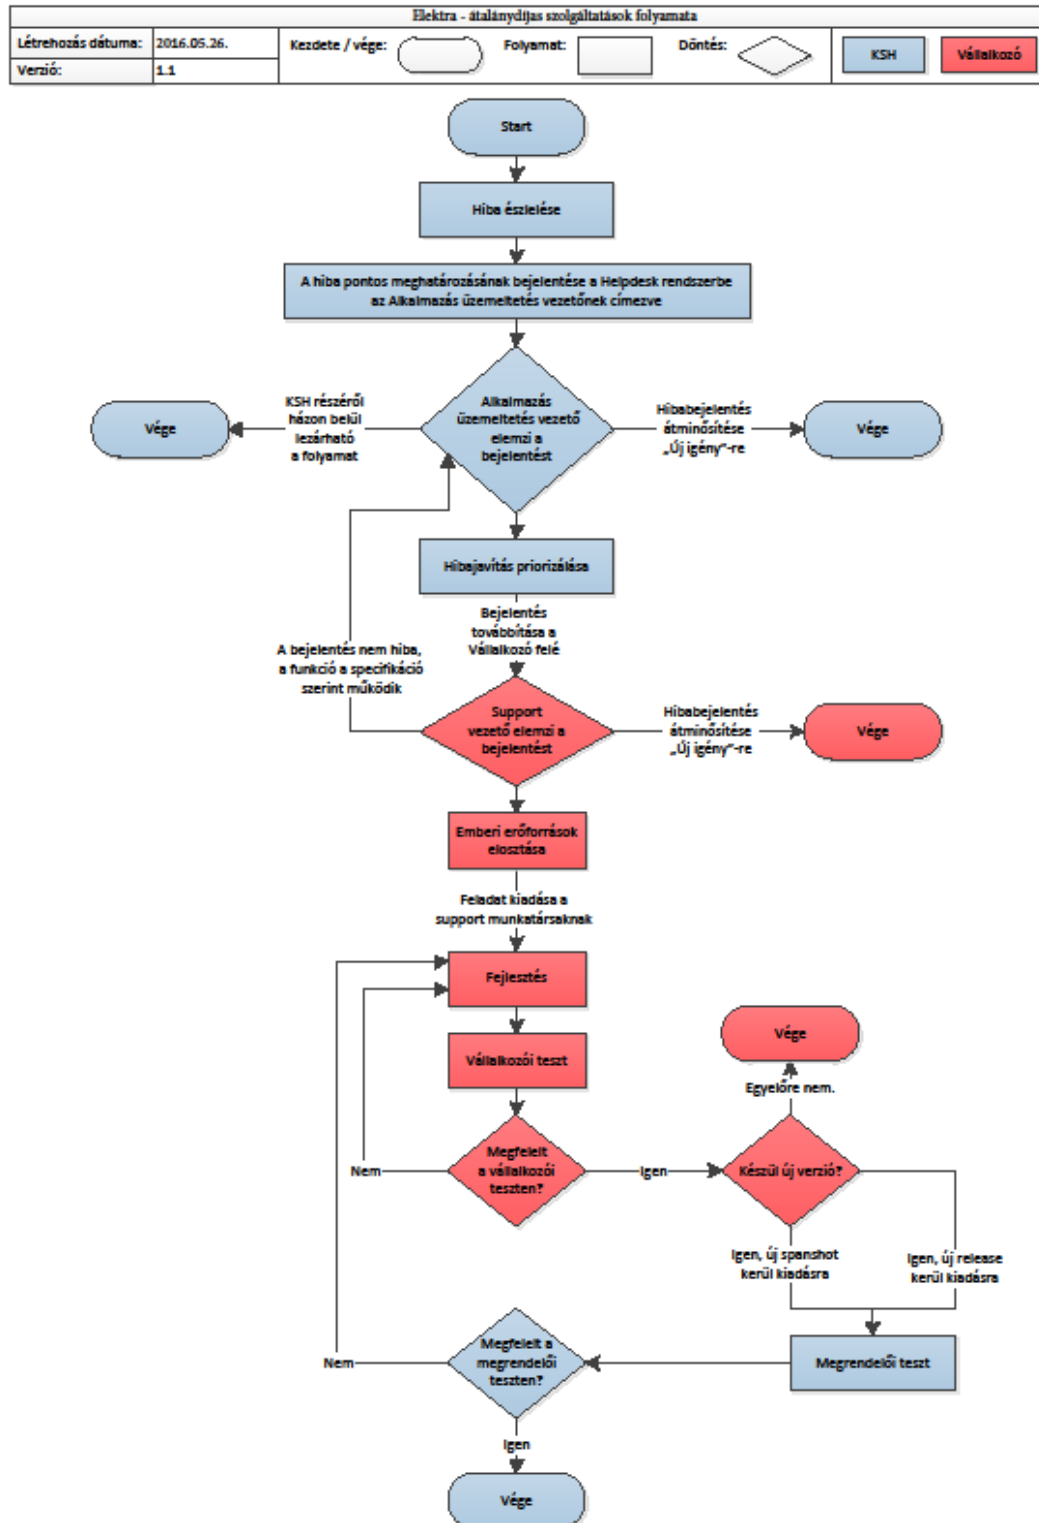 Elektra - átalánydíjas szolgáltatások folyamata
Létrehozás dátuma:
2016.05.26.
Kezdete / vége:
Folyamat:
Döntés:
KSH
Vállalkozó
Verzió:
1.1
Start
Hiba észlelése
A hiba pontos meghatározásának bejelentése a Helpdesk rendszerbe
az Alkalmazás üzemeltetés vezetőnek címezve
Vége
KSH részéről
házon belül
lezárható
a folyamat
Alkalmazás
üzemeltetés vezető
elemzi a
bejelentést
Hibabejelentés
átminősítése
„Új igény"-re
Vége
Hibajavítás priorizálása
Bejelentés
továbbítása a
Vállalkozó felé
A bejelentés nem hiba,
a funkció a specifikáció
szerint működik
Support
vezető elemzi a
bejelentést
Hibabejelentés
átminősítése
„Új igény"-re
Vége
Emberi erőforrások
elosztása
Feladat kiadása a
support munkatársaknak
Fejlesztés
Vállalkozói teszt
Vége
Egyelőre nem.
Nem
Megfelelt
a vállalkozói
teszten?
Igen
Készül új verzió?
Igen, új spanshot
kerül kiadásra
Igen, új release
kerül kiadásra
Nem
Megfelelt a
megrendelői
teszten?
Megrendelői teszt
Igen
Vége